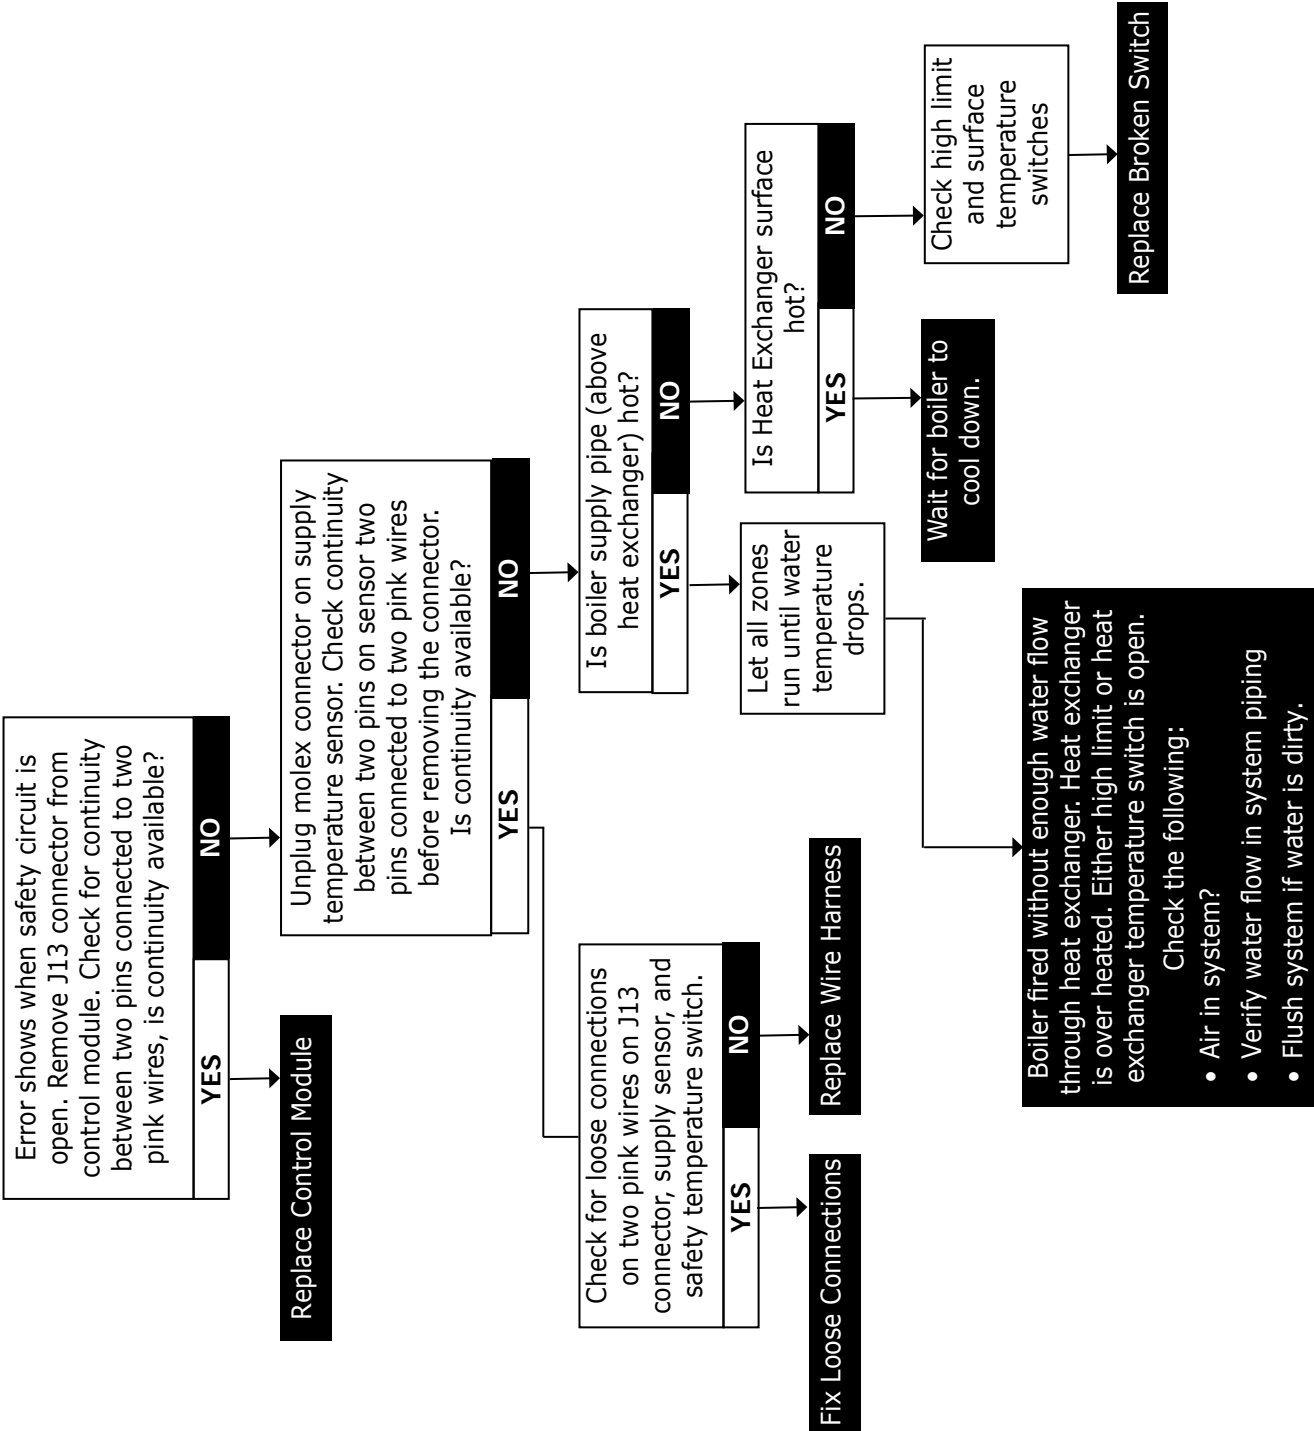 Error shows when safety circuit is
open. Remove J13 connector from
control module. Check for continuity
between two pins connected to two
pink wires, is continuity available?
YES
NO
Replace Control Module
Unplug molex connector on supply
temperature sensor. Check continuity
between two pins on sensor two
pins connected to two pink wires
before removing the connector.
Is continuity available?
YES
NO
Check for loose connections
on two pink wires on J13
connector, supply sensor, and
safety temperature switch.
YES
NO
Fix Loose Connections
Replace Wire Harness
Is boiler supply pipe (above
heat exchanger) hot?
YES
NO
Let all zones
run until water
temperature
drops.
Boiler fired without enough water flow
through heat exchanger. Heat exchanger
is over heated. Either high limit or heat
exchanger temperature switch is open.
Check the following:
• Air in system?
• Verify water flow in system piping
• Flush system if water is dirty.
Is Heat Exchanger surface
hot?
YES
NO
Wait for boiler to
cool down.
Check high limit
and surface
temperature
switches
Replace Broken Switch